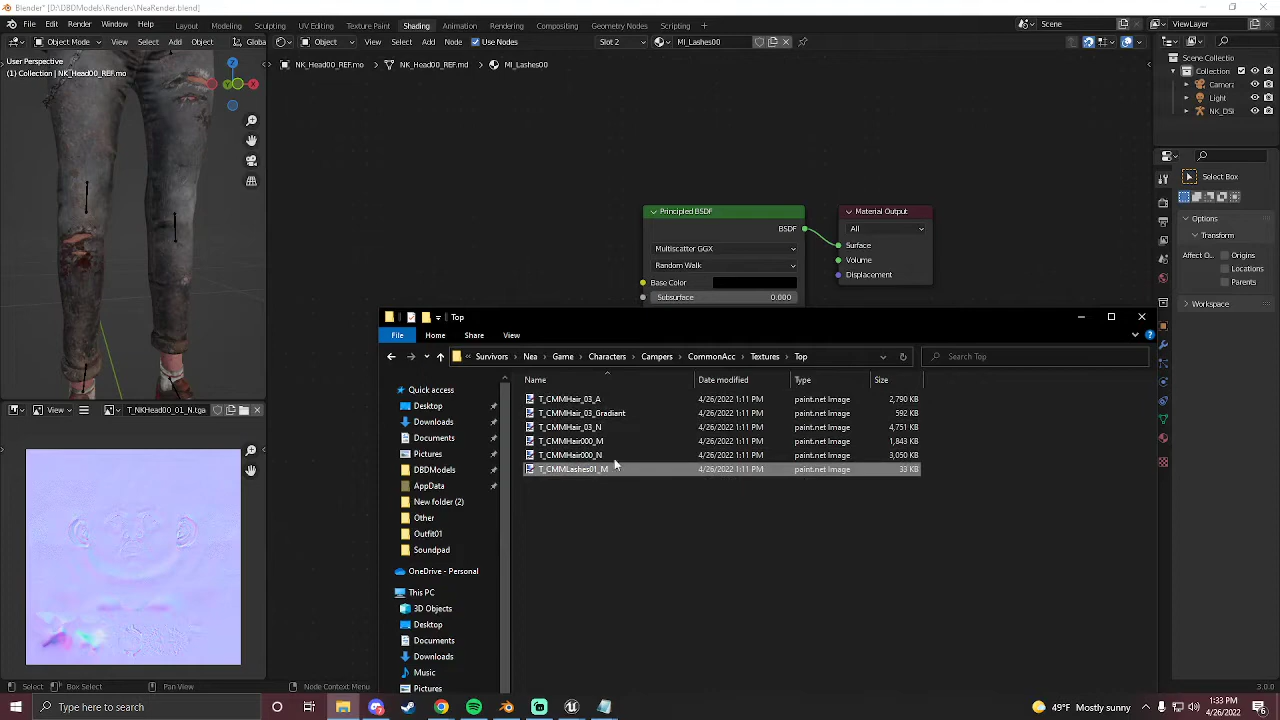 Blender* [D:\DBDModels\Renders\NeaRender.blend]
File Edit Render Window Help Layout Modeling Sculpting UV Editing Texture Paint Shading Animation Rendering Compositing Geometry Nodes Scripting + Scene ViewLayer
Object Mode View Select Add Object Globa Object View Select Add Node Use Nodes Slot 2 MI_Lashes00
User Perspective
(1) Collection | NK_Head00_REF.mo
NK_Head00_REF.mo NK_Head00_REF.md MI_Lashes00
Scene Collectio
Collection
Camer
Light
NK_DSI
Select Box
Options
Transform
Affect O.. Origins
Locations
Parents
Workspace
Principled BSDF
BSDF
Multiscatter GGX
Random Walk
Base Color
Subsurface 0.000
Material Output
All
Surface
Volume
Displacement
View T_NKHead00_01_N.tga
Top
File Home Share View
« Survivors > Nea > Game > Characters > Campers > CommonAcc > Textures > Top
Search Top
Name Date modified Type Size
T_CMMHair_03_A 4/26/2022 1:11 PM paint.net Image 2,790 KB
T_CMMHair_03_Gradiant 4/26/2022 1:11 PM paint.net Image 592 KB
T_CMMHair_03_N 4/26/2022 1:11 PM paint.net Image 4,751 KB
T_CMMHair000_M 4/26/2022 1:11 PM paint.net Image 1,843 KB
T_CMMHair000_N 4/26/2022 1:11 PM paint.net Image 3,050 KB
T_CMMLashes01_M 4/26/2022 1:11 PM paint.net Image 33 KB
Quick access
Desktop
Downloads
Documents
Pictures
DBDModels
AppData
New folder (2)
Other
Outfit01
Soundpad
OneDrive - Personal
This PC
3D Objects
Desktop
Documents
Downloads
Music
Pictures
Select Box Select Pan View Node Context Menu 3.0.0
Type here to search
49°F Mostly sunny
1:33 PM
4/26/2022